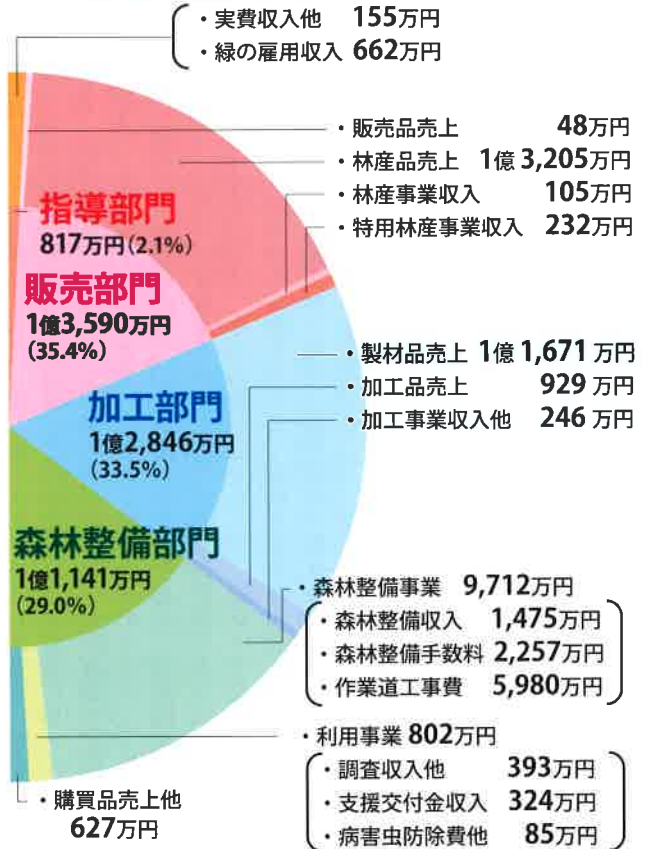 ・実費収入他 155万円
・緑の雇用収入 662万円
・販売品売上 48万円
・林産品売上 1億3,205万円
・林産事業収入 105万円
・特用林産事業収入 232万円
指導部門
817万円(2.1%)
販売部門
1億3,590万円
(35.4%)
・製材品売上 1億1,671万円
・加工品売上 929万円
・加工事業収入他 246万円
加工部門
1億2,846万円
(33.5%)
森林整備部門
1億1,141万円
(29.0%)
・森林整備事業 9,712万円
・森林整備収入 1,475万円
・森林整備手数料 2,257万円
・作業道工事費 5,980万円
・利用事業 802万円
・調査収入他 393万円
・支援交付金収入 324万円
・病害虫防除費他 85万円
・購買品売上他
627万円